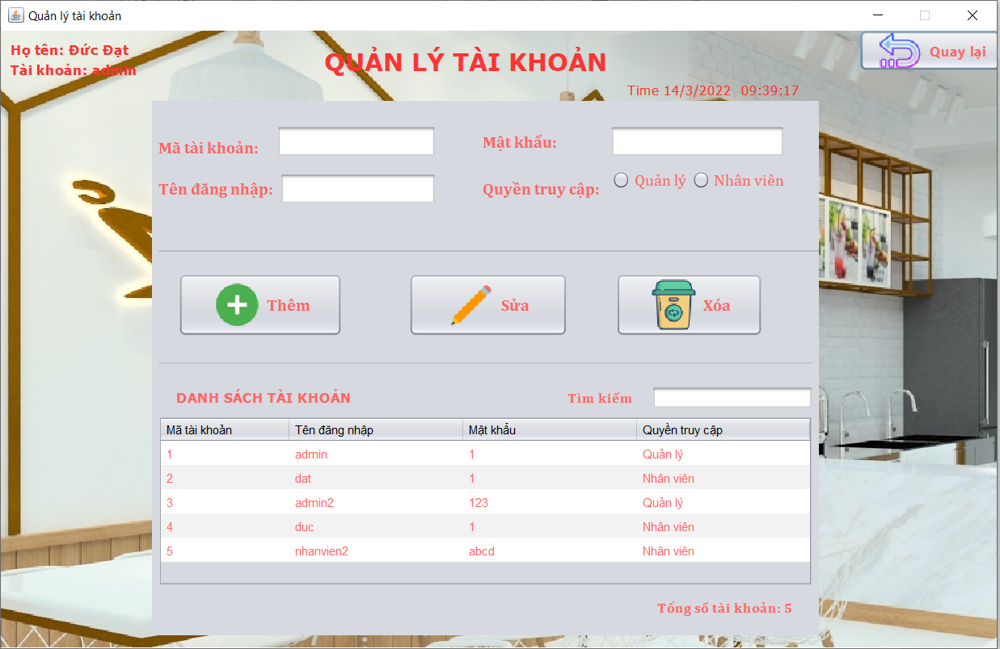 Quản lý tài khoản
Họ tên: Đức Đạt
Tài khoản: admin
QUẢN LÝ TÀI KHOẢN
Quay lại
Time 14/3/2022 09:39:17
Mã tài khoản:
Mật khẩu:
Tên đăng nhập:
Quyền truy cập:
Quản lý
Nhân viên
Thêm
Sửa
Xóa
DANH SÁCH TÀI KHOẢN
Tìm kiếm
Mã tài khoản Tên đăng nhập Mật khẩu Quyền truy cập
1 admin 1 Quản lý
2 dat 1 Nhân viên
3 admin2 123 Quản lý
4 duc 1 Nhân viên
5 nhanvien2 abcd Nhân viên
Tổng số tài khoản: 5